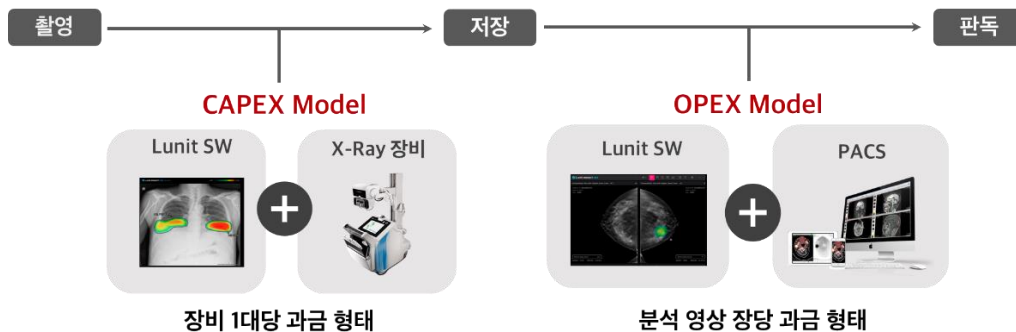 촬영
저장
판독
CAPEX Model
OPEX Model
Lunit SW
X-Ray 장비
Lunit SW
PACS
장비 1대당 과금 형태
분석 영상 장당 과금 형태